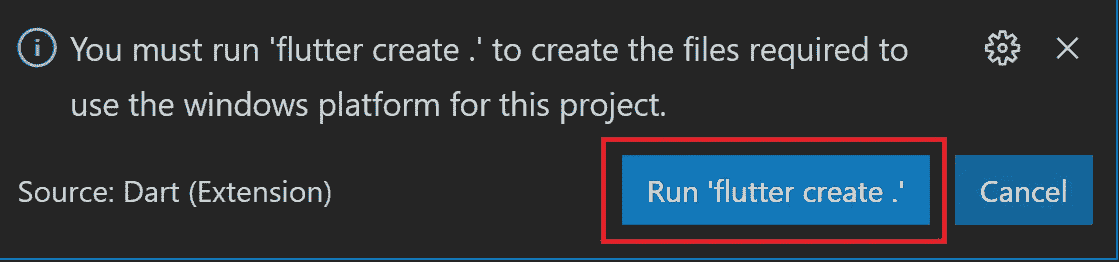 You must run 'flutter create .' to create the files required to
use the windows platform for this project.
Source: Dart (Extension)
Run 'flutter create .'
Cancel